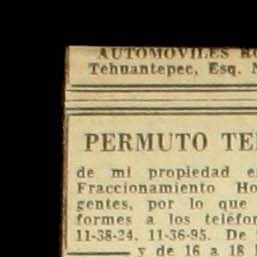 AUTOMOVILES
Tehuantepec, Esq.
PERMUTO
de mi propiedad
Fraccionamiento
gentes, por lo que
formes a los
11-38-24, 11-36-95. De
y de 16 a 18